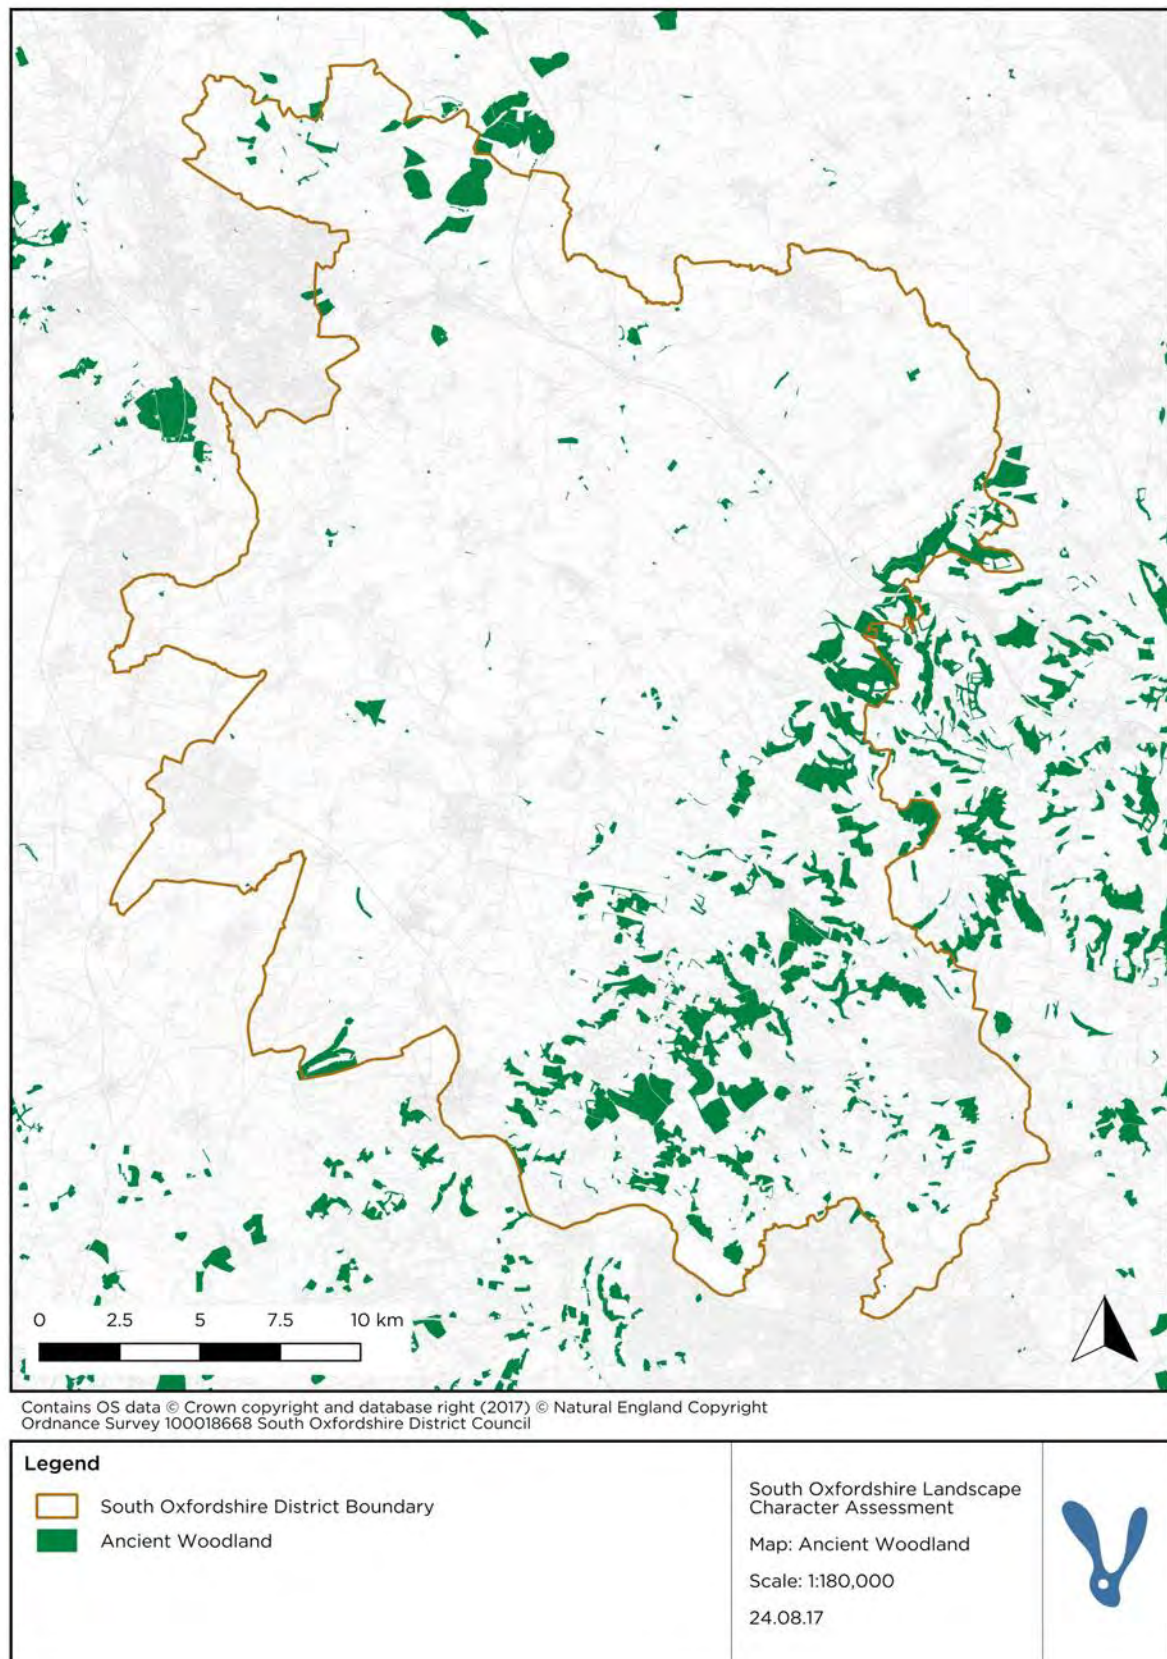 0 2.5 5 7.5 10 km
Contains OS data © Crown copyright and database right (2017) © Natural England Copyright
Ordnance Survey 100018668 South Oxfordshire District Council
Legend
South Oxfordshire District Boundary
Ancient Woodland
South Oxfordshire Landscape
Character Assessment
Map: Ancient Woodland
Scale: 1:180,000
24.08.17